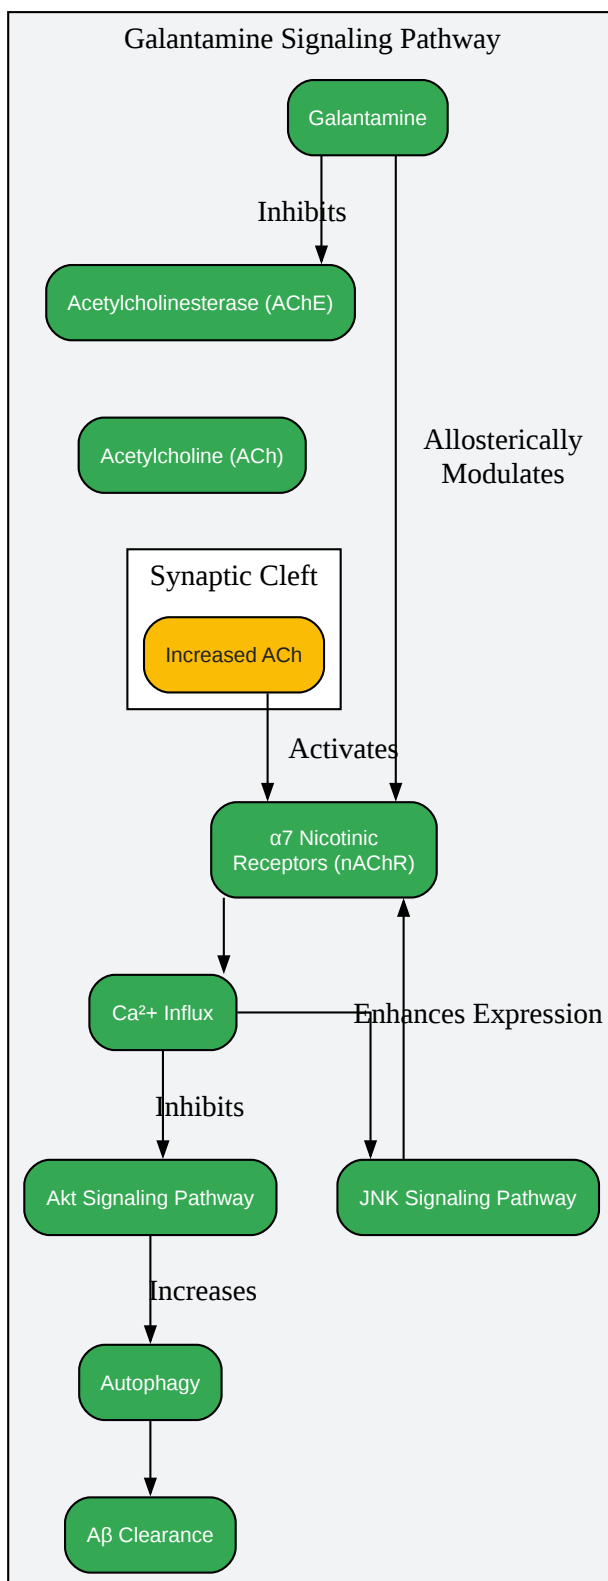 Galantamine Signaling Pathway
Galantamine
Inhibits
Acetylcholinesterase (AChE)
Allosterically
Modulates
Acetylcholine (ACh)
Synaptic Cleft
Increased ACh
Activates
α7 Nicotinic
Receptors (nAChR)
Ca²+ Influx
Enhances Expression
Inhibits
Akt Signaling Pathway
JNK Signaling Pathway
Increases
Autophagy
Aβ Clearance